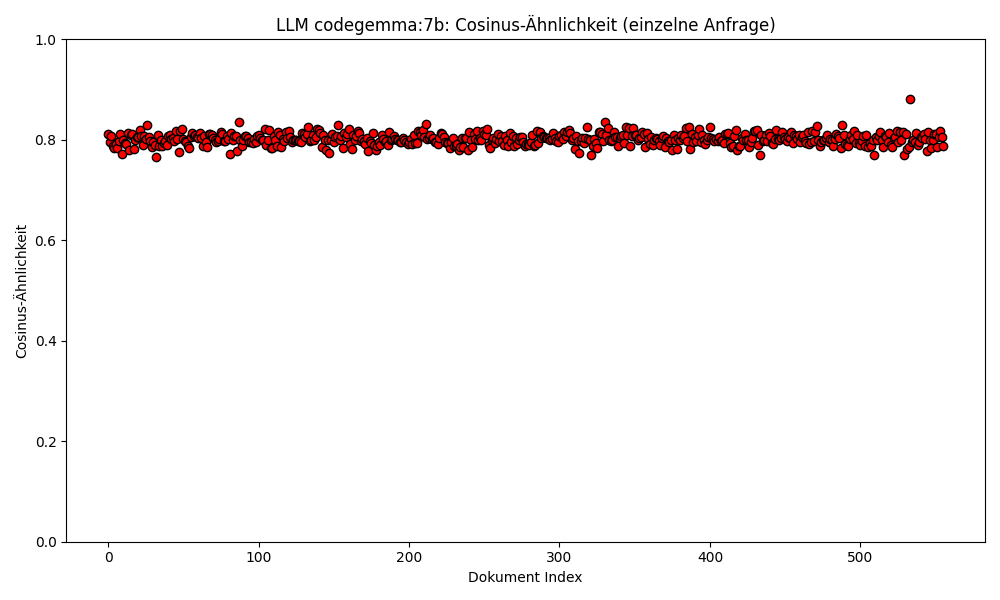 LLM codegemma:7b: Cosinus-Ähnlichkeit (einzelne Anfrage)
1.0
0.8
0.6
0.4
0.2
0.0
Cosinus-Ähnlichkeit
0 100 200 300 400 500
Dokument Index